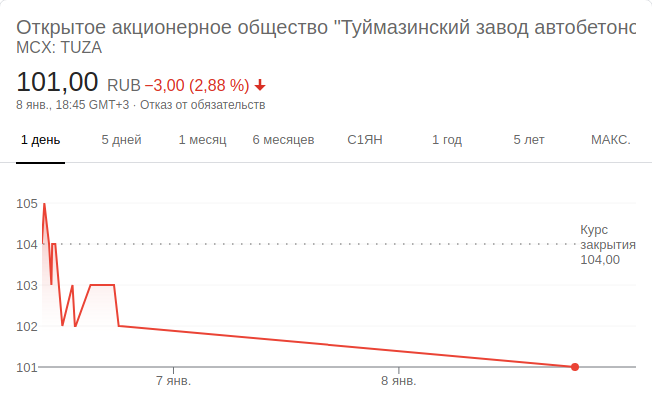 Открытое акционерное общество "Туймазинский завод автобетоно
MCX: TUZA
101,00 RUB −3,00 (2,88 %)
8 янв., 18:45 GMT+3 · Отказ от обязательств
1 день 5 дней 1 месяц 6 месяцев С1ЯН 1 год 5 лет МАКС.
105
104
103
102
101
Курс
закрытия
104,00
7 янв. 8 янв.